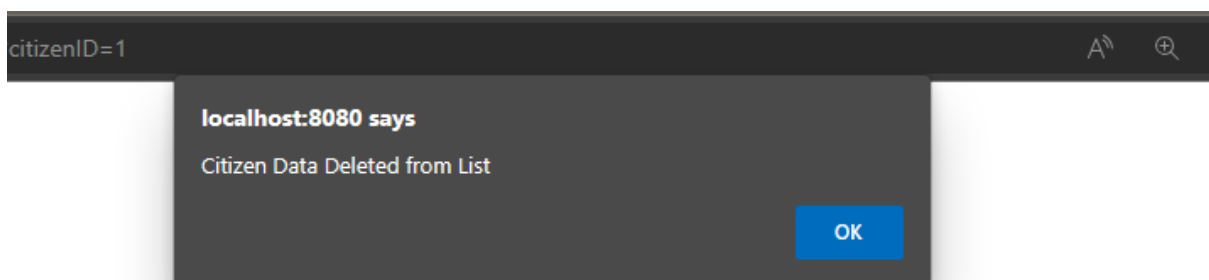 citizenID=1
A
localhost:8080 says
Citizen Data Deleted from List
OK